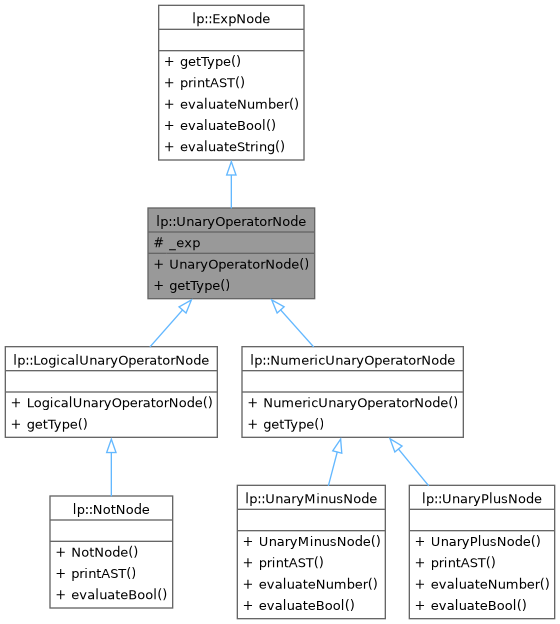 lp::ExpNode
+ getType()
+ printAST()
+ evaluateNumber()
+ evaluateBool()
+ evaluateString()
lp::UnaryOperatorNode
# _exp
+ UnaryOperatorNode()
+ getType()
lp::LogicalUnaryOperatorNode
+ LogicalUnaryOperatorNode()
+ getType()
lp::NumericUnaryOperatorNode
+ NumericUnaryOperatorNode()
+ getType()
lp::NotNode
+ NotNode()
+ printAST()
+ evaluateBool()
lp::UnaryMinusNode
+ UnaryMinusNode()
+ printAST()
+ evaluateNumber()
+ evaluateBool()
lp::UnaryPlusNode
+ UnaryPlusNode()
+ printAST()
+ evaluateNumber()
+ evaluateBool()